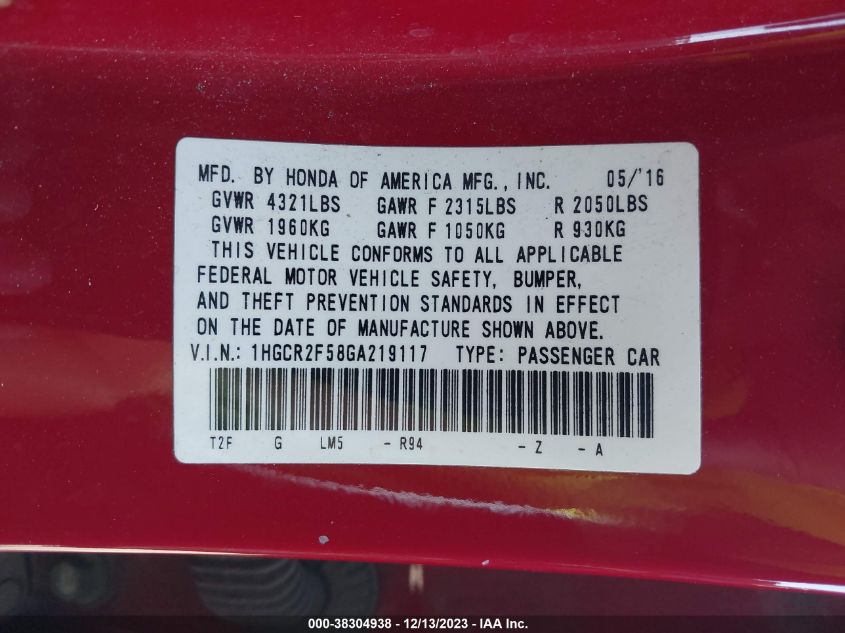 MFD. BY HONDA OF AMERICA MFG., INC. 05/'16
GVWR 4321LBS GAWR F 2315LBS R 2050LBS
GVWR 1960KG GAWR F 1050KG R 930KG
THIS VEHICLE CONFORMS TO ALL APPLICABLE
FEDERAL MOTOR VEHICLE SAFETY, BUMPER,
AND THEFT PREVENTION STANDARDS IN EFFECT
ON THE DATE OF MANUFACTURE SHOWN ABOVE.
V.I.N.: 1HGCR2F58GA219117 TYPE: PASSENGER CAR
T2F G LM5 - R94 - Z - A
000-38304938 - 12/13/2023 - IAA Inc.